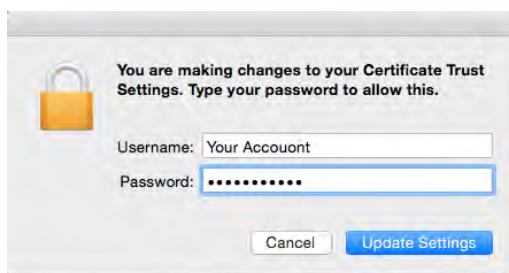 You are making changes to your Certificate Trust
Settings. Type your password to allow this.
Username: Your Accouont
Password: •••••••••••
Cancel Update Settings